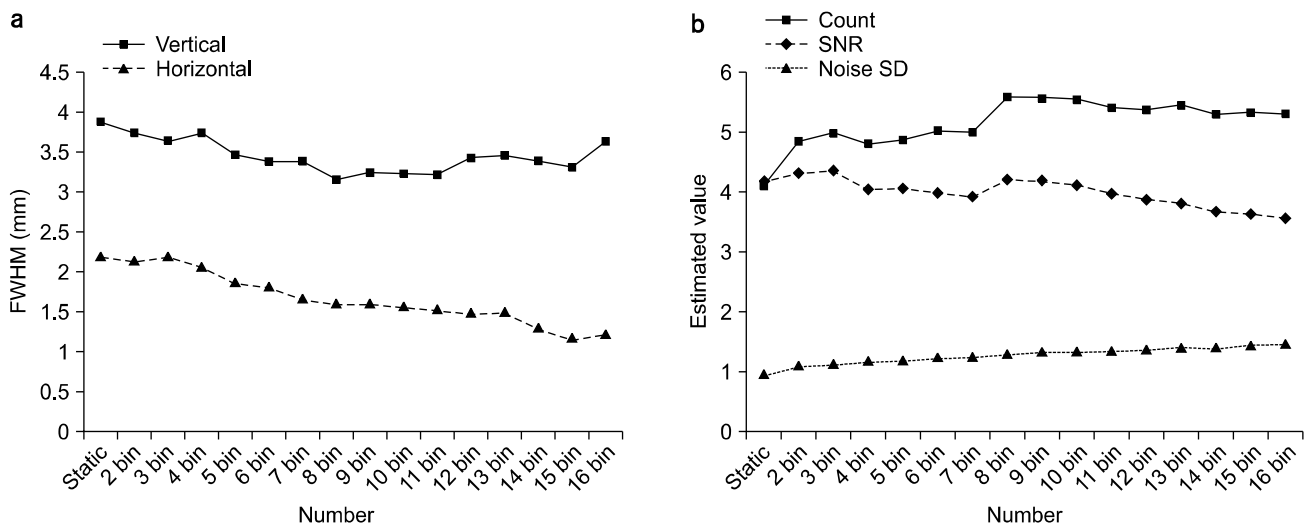 a
Vertical
Horizontal
4.5
4
3.5
3
2.5
2
1.5
1
0.5
0
FWHM (mm)
Static
2 bin
3 bin
4 bin
5 bin
6 bin
7 bin
8 bin
9 bin
10 bin
11 bin
12 bin
13 bin
14 bin
15 bin
16 bin
Number
b
Count
SNR
Noise SD
6
5
4
3
2
1
0
Estimated value
Static
2 bin
3 bin
4 bin
5 bin
6 bin
7 bin
8 bin
9 bin
10 bin
11 bin
12 bin
13 bin
14 bin
15 bin
16 bin
Number